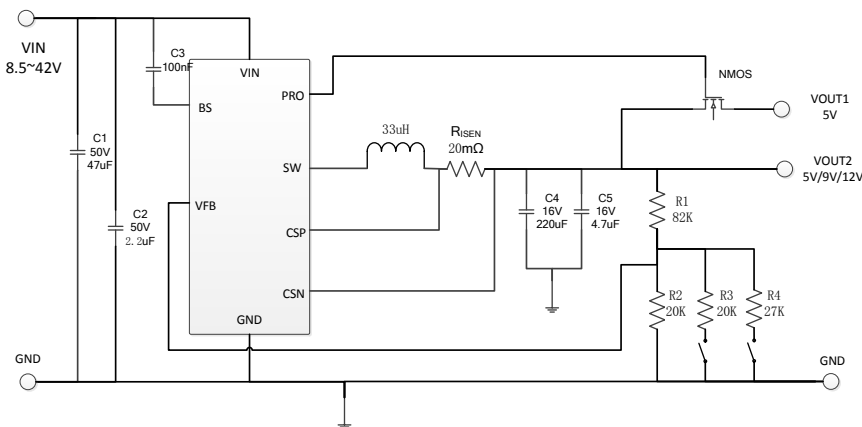 VIN
8.5~42V
C1
50V
47uF
C2
50V
2.2uF
C3
100nF
VIN
BS
VFB
GND
PRO
SW
CSP
CSN
33uH
RISEN
20mΩ
C4
16V
220uF
C5
16V
4.7uF
NMOS
VOUT1
5V
VOUT2
5V/9V/12V
R1
82K
R2
20K
R3
20K
R4
27K
GND
GND